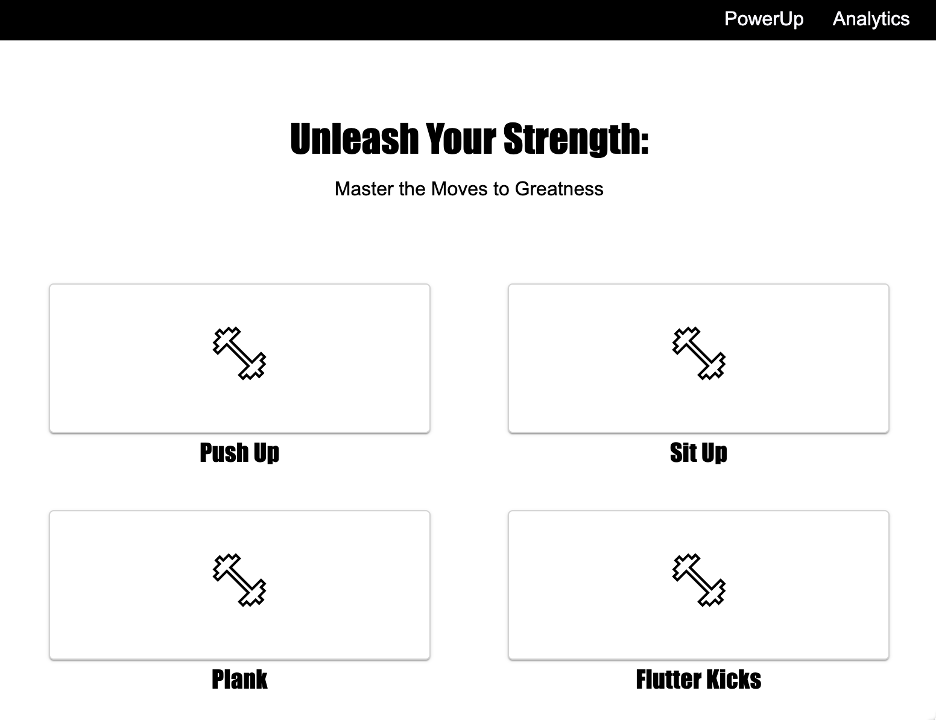 PowerUp Analytics
Unleash Your Strength:
Master the Moves to Greatness
Push Up
Sit Up
Plank
Flutter Kicks